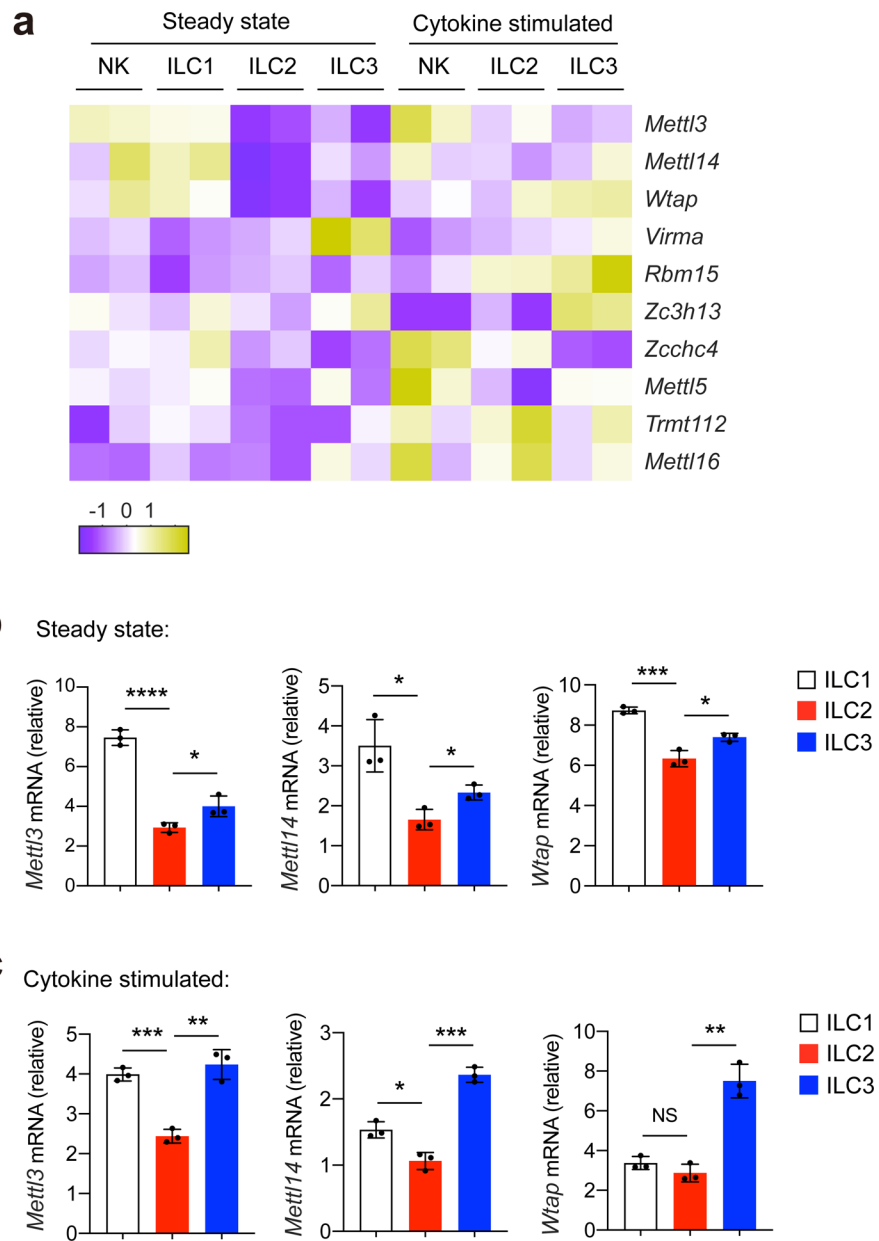 a
Steady state Cytokine stimulated
NK ILC1 ILC2 ILC3 NK ILC2 ILC3
Mettl3
Mettl14
Wtap
Virma
Rbm15
Zc3h13
Zcchc4
Mettl5
Trmt112
Mettl16
-1 0 1
Steady state:
Mettl3 mRNA (relative)
10
8
6
4
2
0
****
*
Mettl14 mRNA (relative)
5
4
3
2
1
0
*
*
Wtap mRNA (relative)
10
8
6
4
2
0
***
*
ILC1
ILC2
ILC3
Cytokine stimulated:
Mettl3 mRNA (relative)
5
4
3
2
1
0
***
**
Mettl14 mRNA (relative)
3
2
1
0
*
***
Wtap mRNA (relative)
10
8
6
4
2
0
NS
**
ILC1
ILC2
ILC3